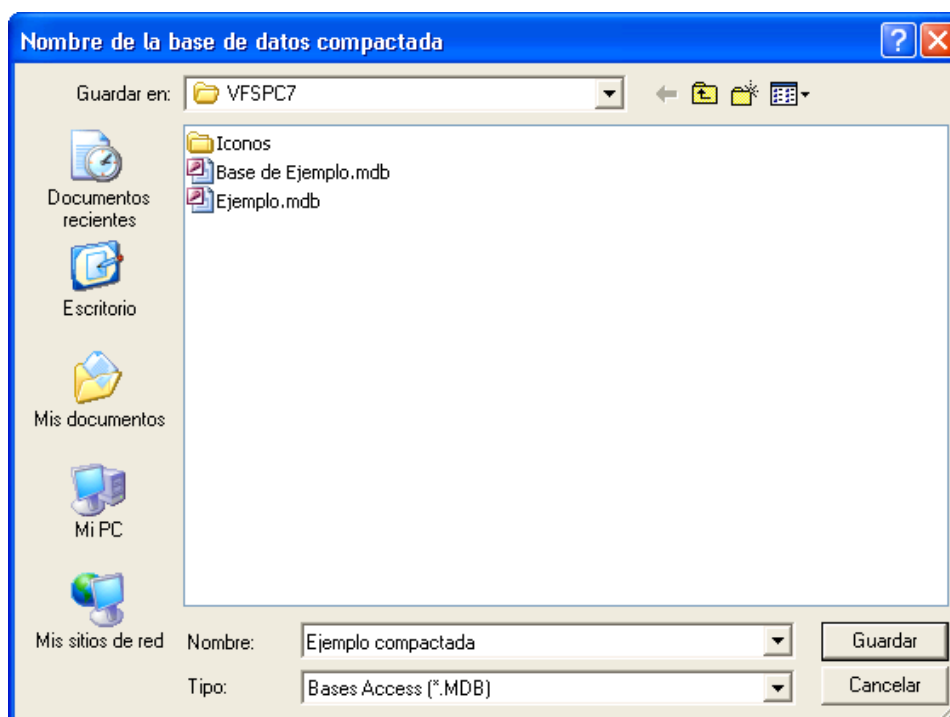 Nombre de la base de datos compactada
Guardar en:
VFSPC7
Iconos
Base de Ejemplo.mdb
Ejemplo.mdb
Documentos
recientes
Escritorio
Mis documentos
Mi PC
Mis sitios de red
Nombre:
Ejemplo compactada
Guardar
Tipo:
Bases Access (*.MDB)
Cancelar